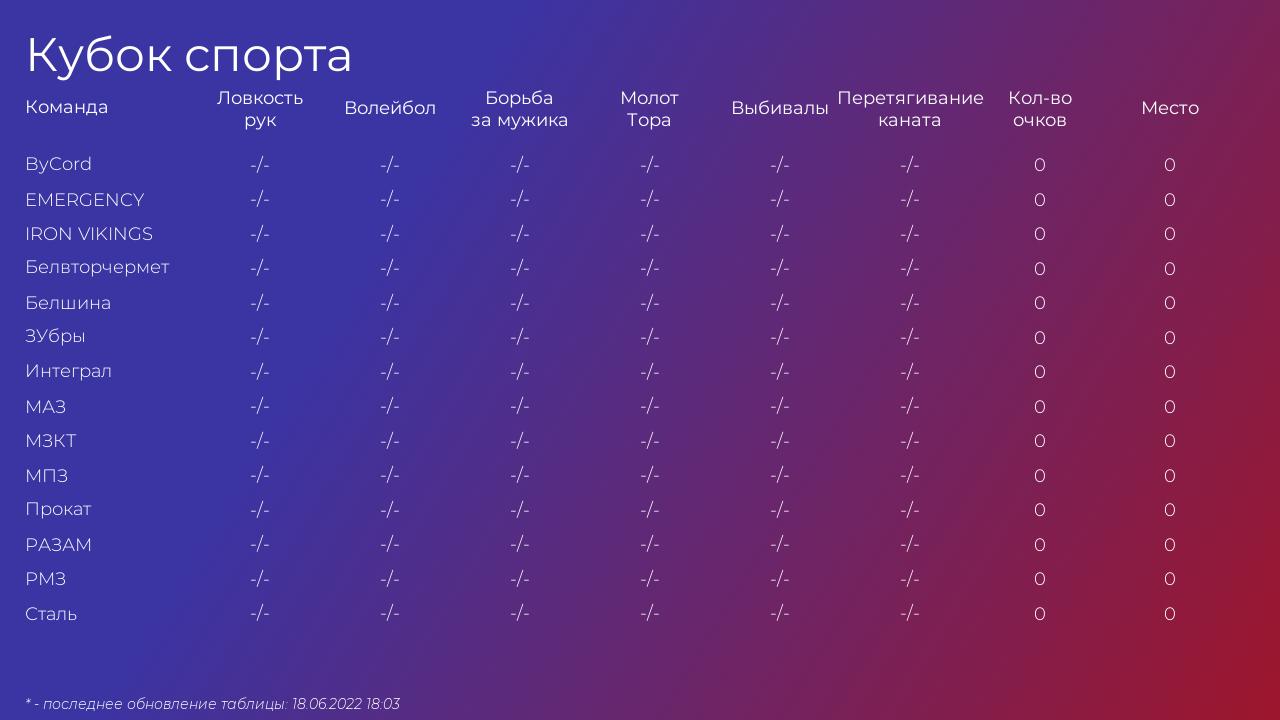 Кубок спорта
Команда Ловкость рук Волейбол Борьба за мужика Молот Тора Выбивалы Перетягивание каната Кол-во очков Место
ByCord -/- -/- -/- -/- -/- -/- 0 0
EMERGENCY -/- -/- -/- -/- -/- -/- 0 0
IRON VIKINGS -/- -/- -/- -/- -/- -/- 0 0
Белвторчермет -/- -/- -/- -/- -/- -/- 0 0
Белшина -/- -/- -/- -/- -/- -/- 0 0
ЗУбры -/- -/- -/- -/- -/- -/- 0 0
Интеграл -/- -/- -/- -/- -/- -/- 0 0
МАЗ -/- -/- -/- -/- -/- -/- 0 0
МЗКТ -/- -/- -/- -/- -/- -/- 0 0
МПЗ -/- -/- -/- -/- -/- -/- 0 0
Прокат -/- -/- -/- -/- -/- -/- 0 0
РАЗАМ -/- -/- -/- -/- -/- -/- 0 0
РМЗ -/- -/- -/- -/- -/- -/- 0 0
Сталь -/- -/- -/- -/- -/- -/- 0 0
* - последнее обновление таблицы: 18.06.2022 18:03